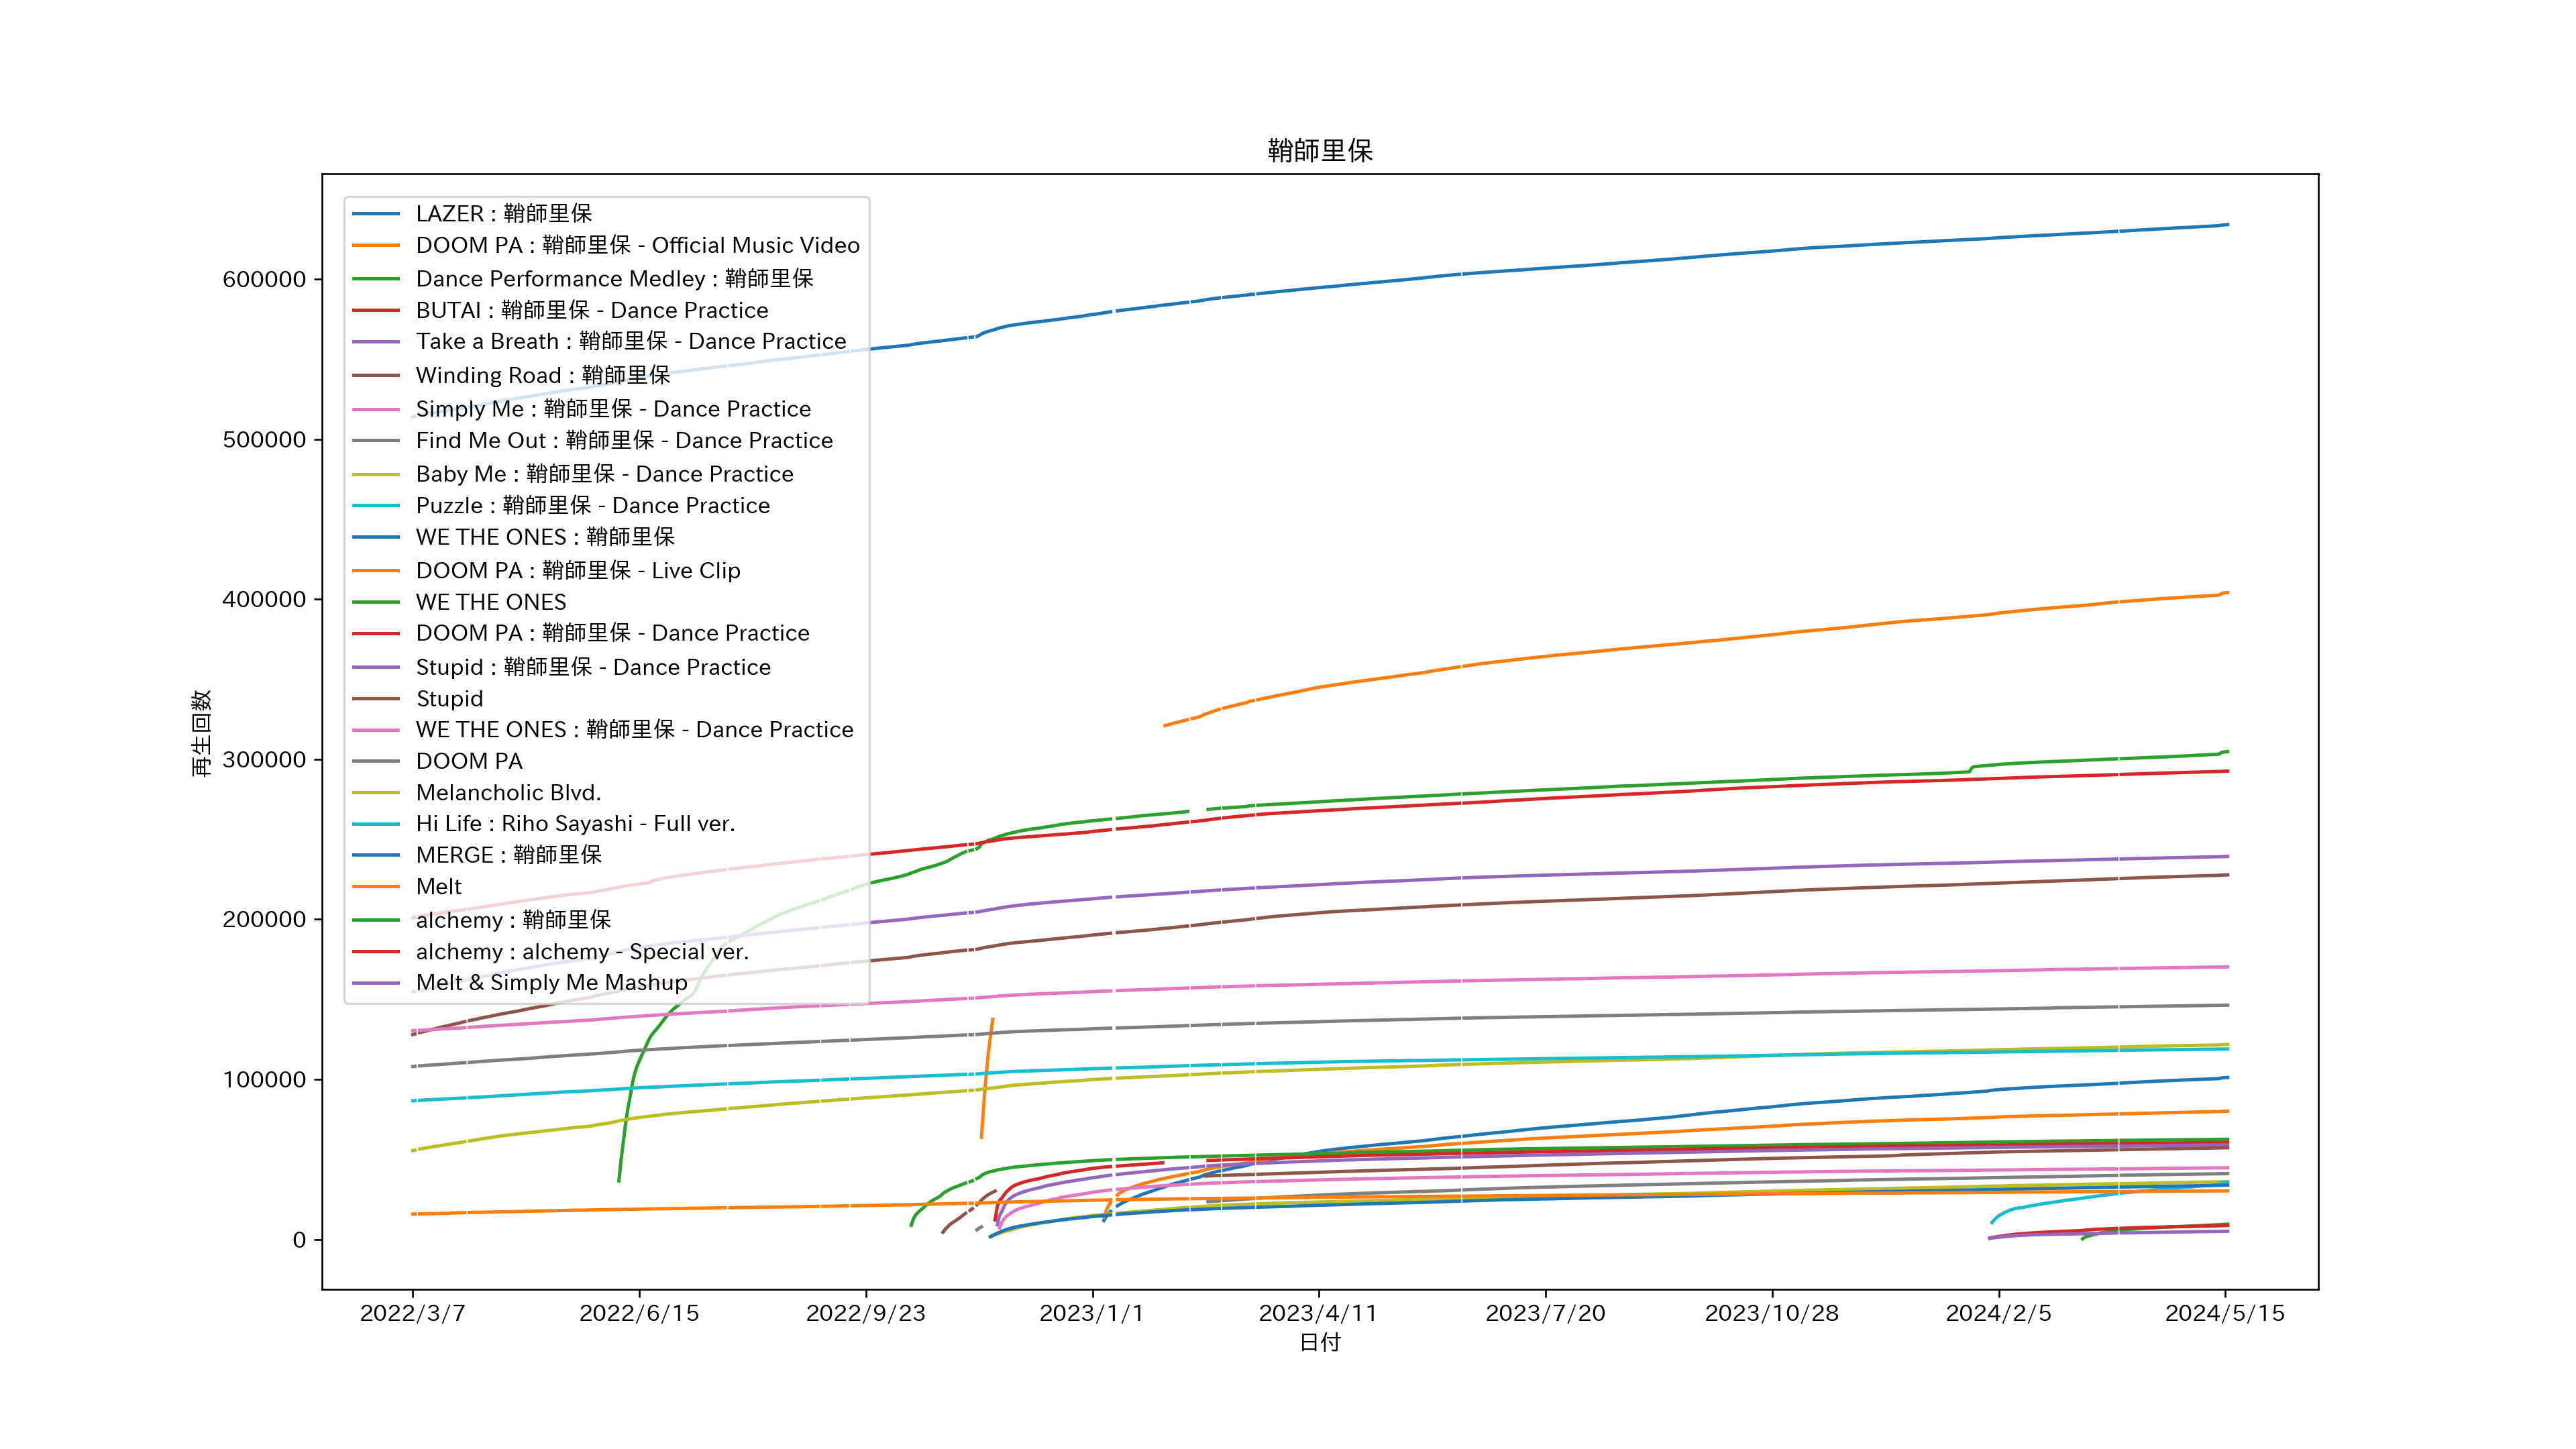 鞘師里保
LAZER : 鞘師里保
DOOM PA : 鞘師里保 - Official Music Video
Dance Performance Medley : 鞘師里保
BUTAI : 鞘師里保 - Dance Practice
Take a Breath : 鞘師里保 - Dance Practice
Winding Road : 鞘師里保
Simply Me : 鞘師里保 - Dance Practice
Find Me Out : 鞘師里保 - Dance Practice
Baby Me : 鞘師里保 - Dance Practice
Puzzle : 鞘師里保 - Dance Practice
WE THE ONES : 鞘師里保
DOOM PA : 鞘師里保 - Live Clip
WE THE ONES
DOOM PA : 鞘師里保 - Dance Practice
Stupid : 鞘師里保 - Dance Practice
Stupid
WE THE ONES : 鞘師里保 - Dance Practice
DOOM PA
Melancholic Blvd.
Hi Life : Riho Sayashi - Full ver.
MERGE : 鞘師里保
Melt
alchemy : 鞘師里保
alchemy : alchemy - Special ver.
Melt & Simply Me Mashup
再生回数
600000
500000
400000
300000
200000
100000
0
2022/3/7 2022/6/15 2022/9/23 2023/1/1 2023/4/11 2023/7/20 2023/10/28 2024/2/5 2024/5/15
日付